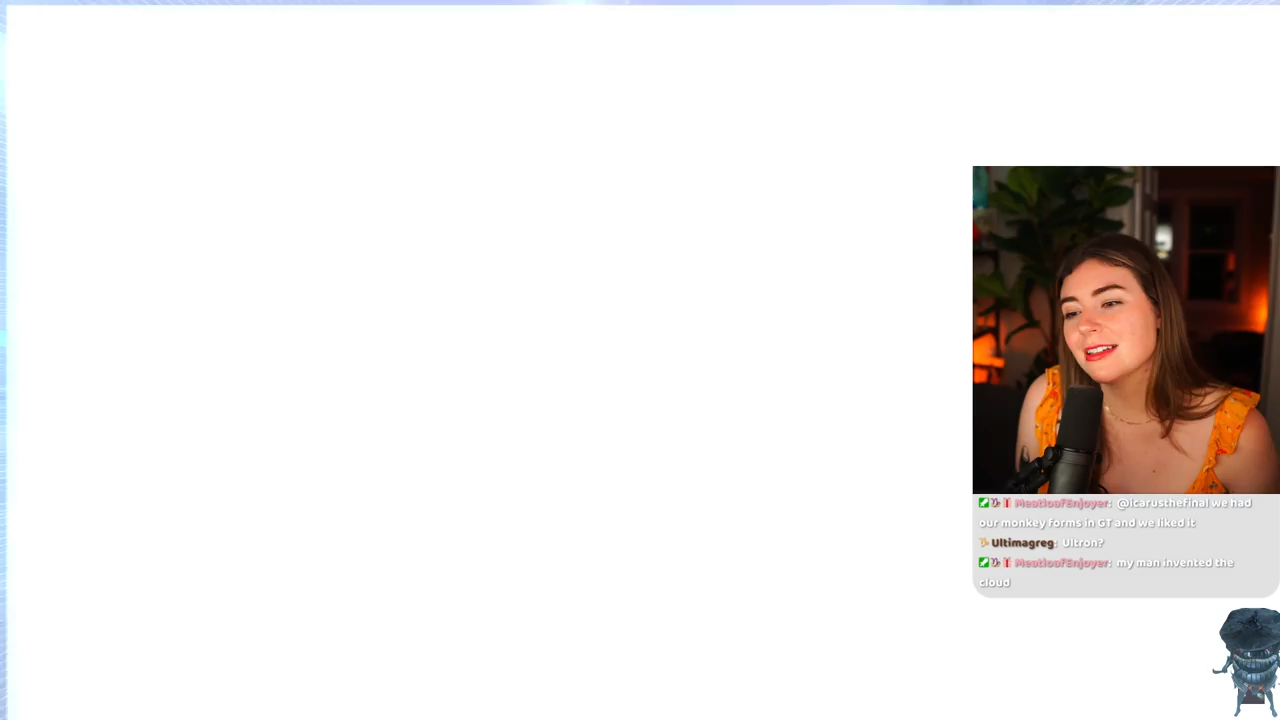 MeatloafEnjoyer: @icarusthefinal we had
our monkey forms in GT and we liked it
Ultimagreg: Ultron?
MeatloafEnjoyer: my man invented the
cloud